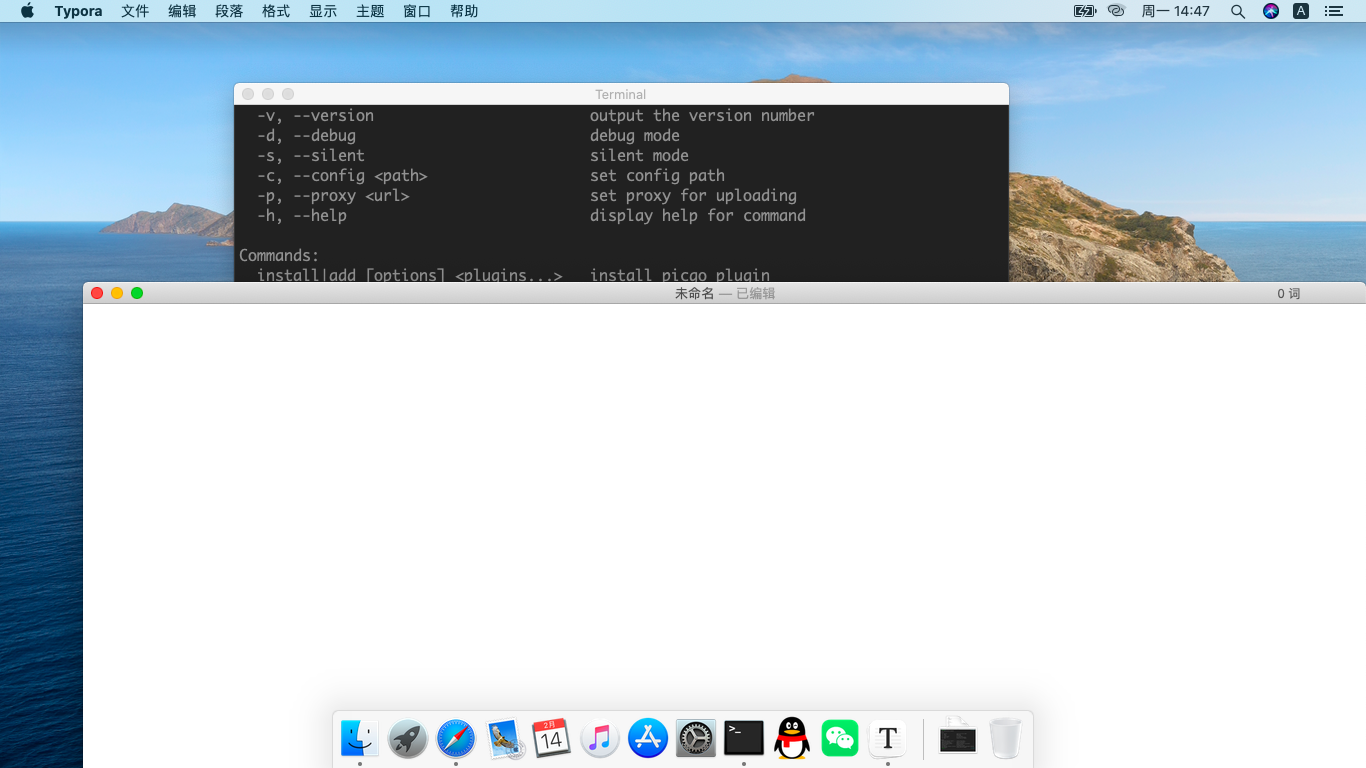 Typora 文件 编辑 段落 格式 显示 主题 窗口 帮助 周一 14:47 A
Terminal
-v, --version output the version number
-d, --debug debug mode
-s, --silent silent mode
-c, --config <path> set config path
-p, --proxy <url> set proxy for uploading
-h, --help display help for command
Commands:
install|add [options] <plugins...> install picgo plugin
未命名 — 已编辑 0 词
2月
14
>_
T